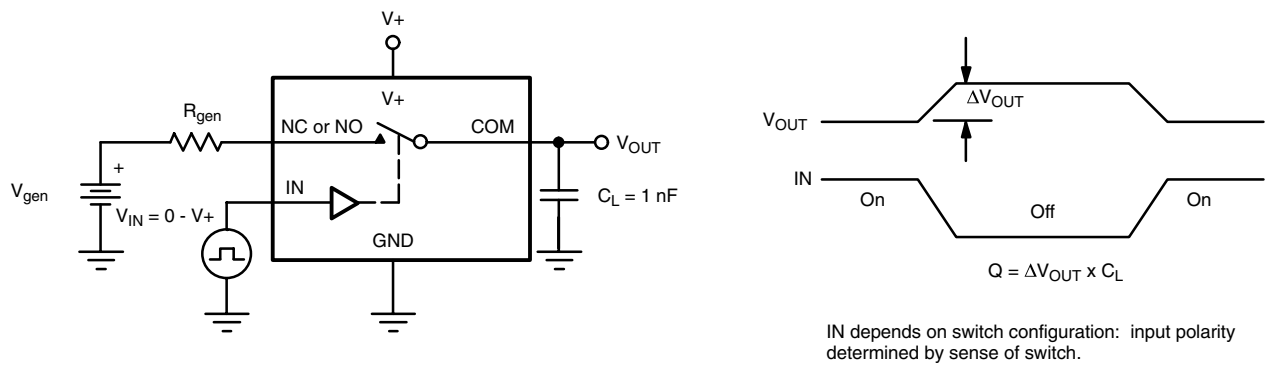 V+
V+
Rgen
NC or NO
COM
VOUT
+
Vgen
IN
VIN = 0 - V+
CL = 1 nF
GND
VOUT
ΔVOUT
IN
On
Off
On
Q = ΔVOUT x CL
IN depends on switch configuration: input polarity
determined by sense of switch.